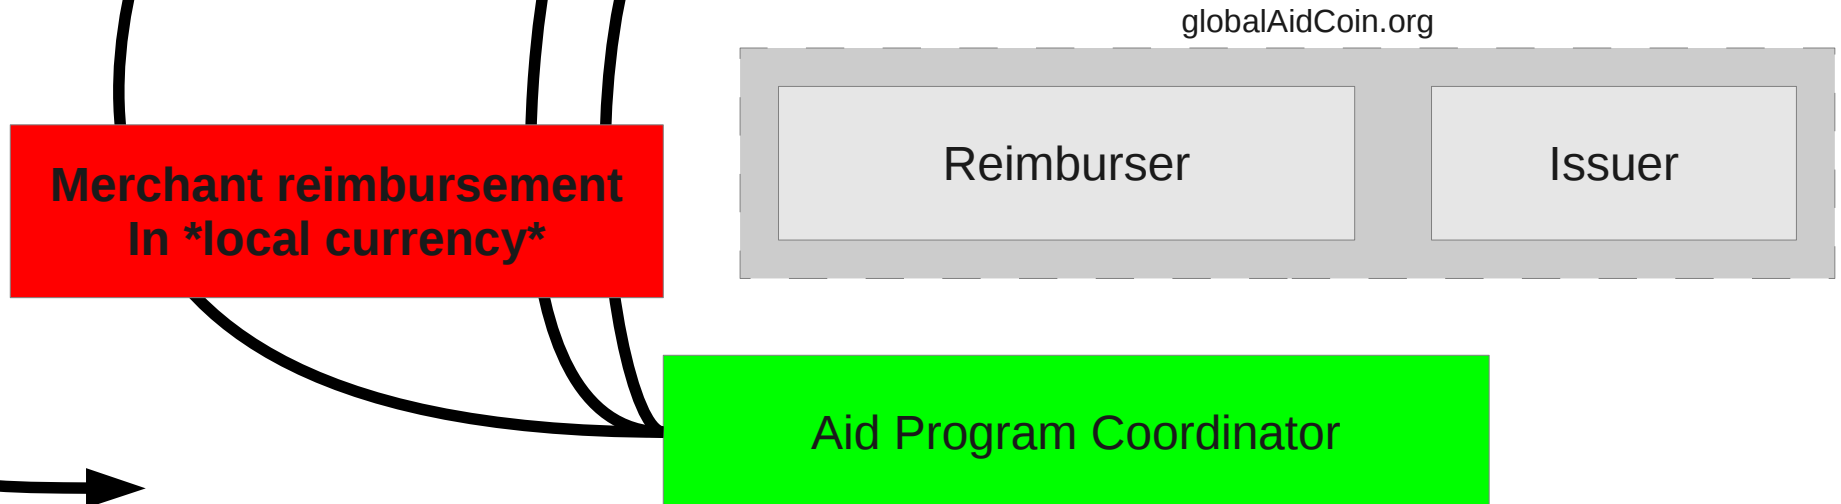 globalAidCoin.org
Reimburser
Issuer
Merchant reimbursement
In *local currency*
Aid Program Coordinator